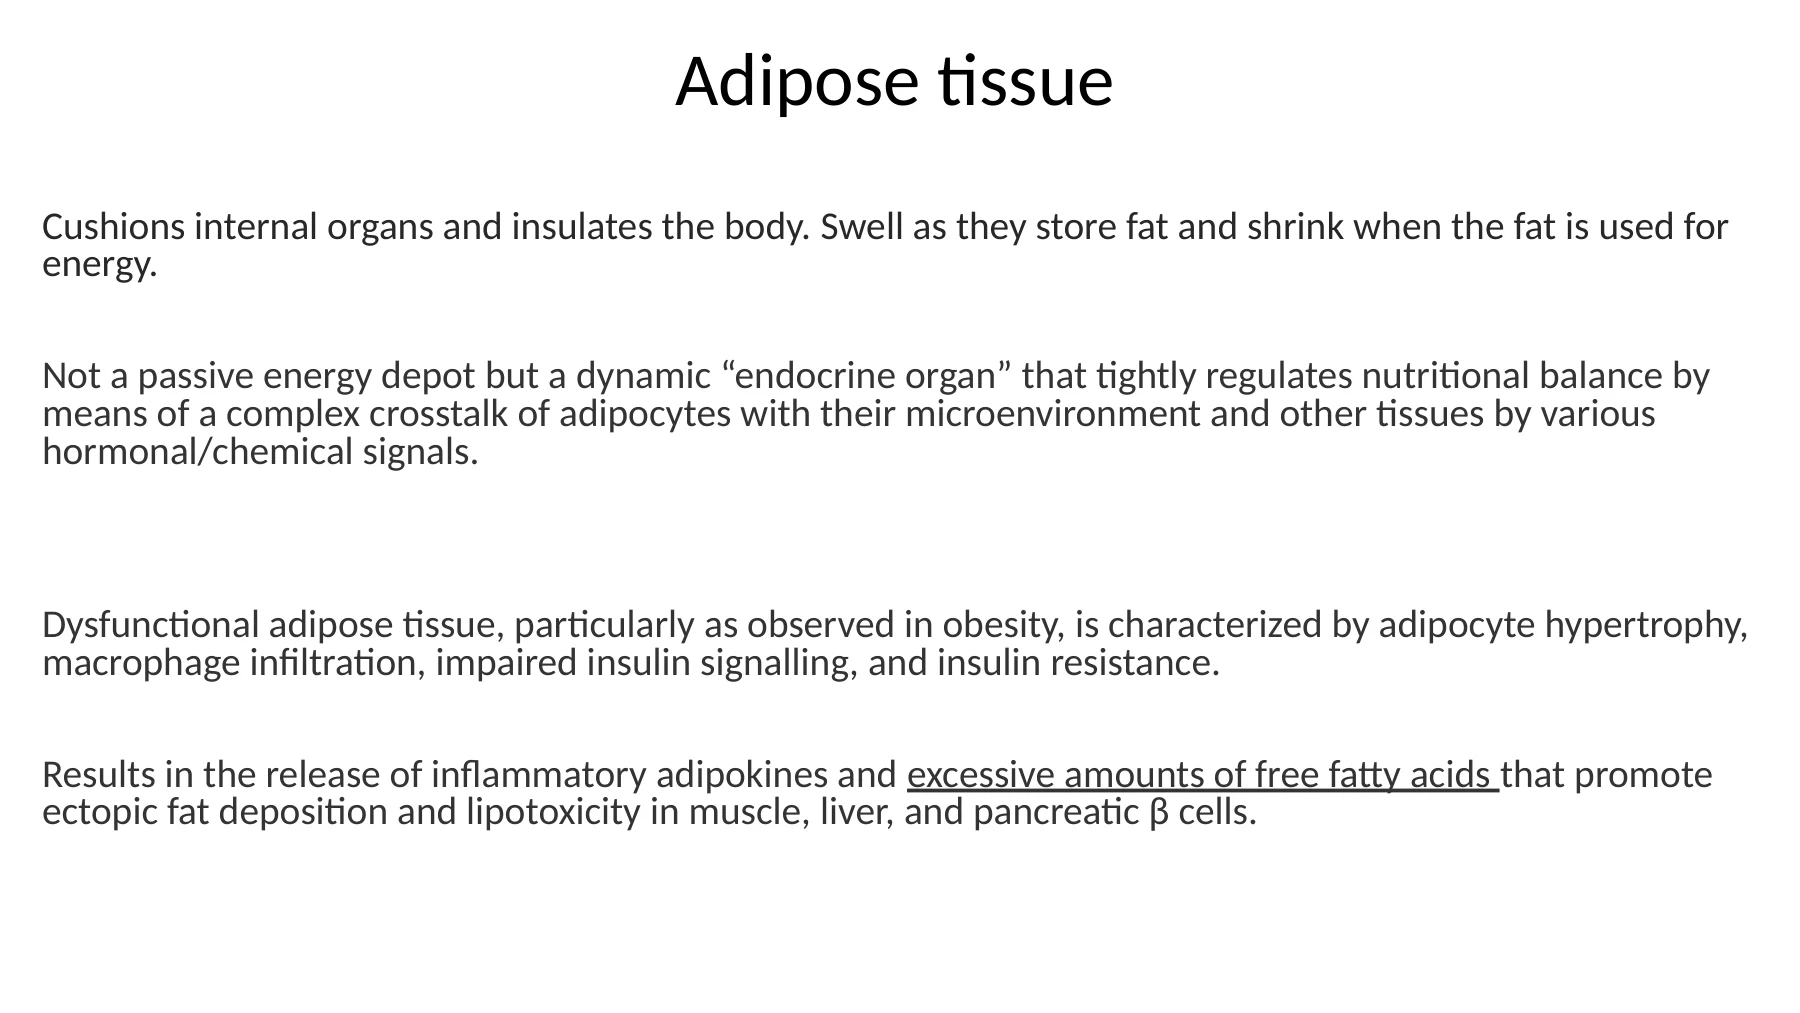 Adipose tissue
Cushions internal organs and insulates the body. Swell as they store fat and shrink when the fat is used for
energy.
Not a passive energy depot but a dynamic “endocrine organ” that tightly regulates nutritional balance by
means of a complex crosstalk of adipocytes with their microenvironment and other tissues by various
hormonal/chemical signals.
Dysfunctional adipose tissue, particularly as observed in obesity, is characterized by adipocyte hypertrophy,
macrophage infiltration, impaired insulin signalling, and insulin resistance.
Results in the release of inflammatory adipokines and excessive amounts of free fatty acids that promote
ectopic fat deposition and lipotoxicity in muscle, liver, and pancreatic β cells.